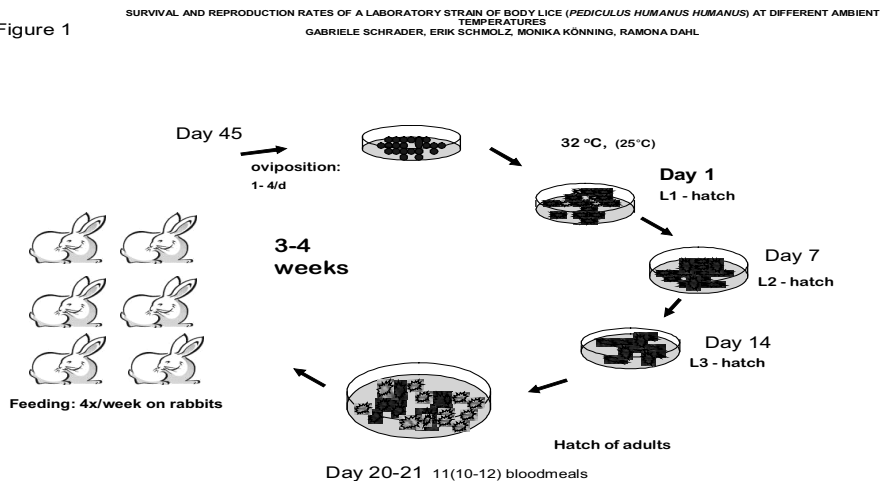 SURVIVAL AND REPRODUCTION RATES OF A LABORATORY STRAIN OF BODY LICE (PEDICULUS HUMANUS HUMANUS) AT DIFFERENT AMBIENT
TEMPERATURES
GABRIELE SCHRADER, ERIK SCHMOLZ, MONIKA KÖNNING, RAMONA DAHL
Figure 1
Day 45
oviposition:
1- 4/d
32 ºC, (25°C)
Day 1
L1 - hatch
Day 7
L2 - hatch
Day 14
L3 - hatch
3-4
weeks
Feeding: 4x/week on rabbits
Hatch of adults
Day 20-21 11(10-12) bloodmeals